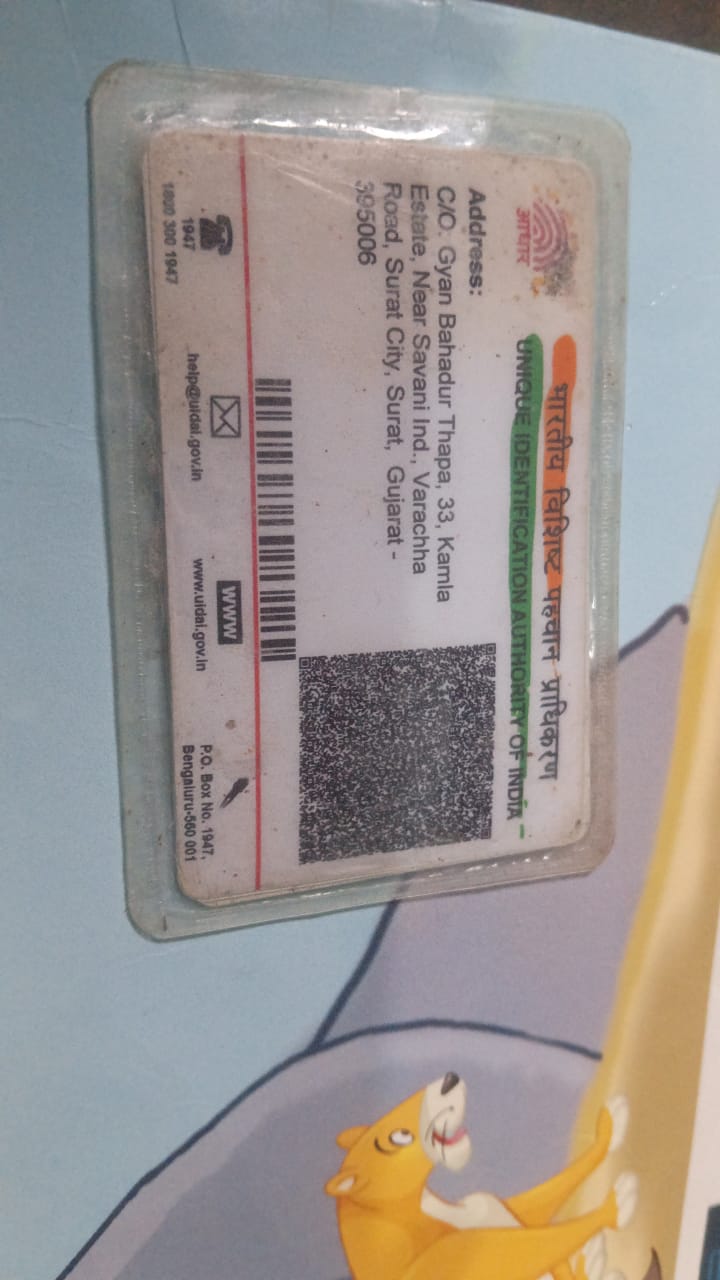 भारतीय विशिष्ट पहचान प्राधिकरण
UNIQUE IDENTIFICATION AUTHORITY OF INDIA
आधार
Address:
C/O. Gyan Bahadur Thapa, 33, Kamla
Estate, Near Savani Ind., Varachha
Road, Surat City, Surat, Gujarat -
395006
1947
1800 300 1947
help@uidai.gov.in
WWW
www.uidai.gov.in
P.O. Box No. 1947,
Bengaluru-560 001